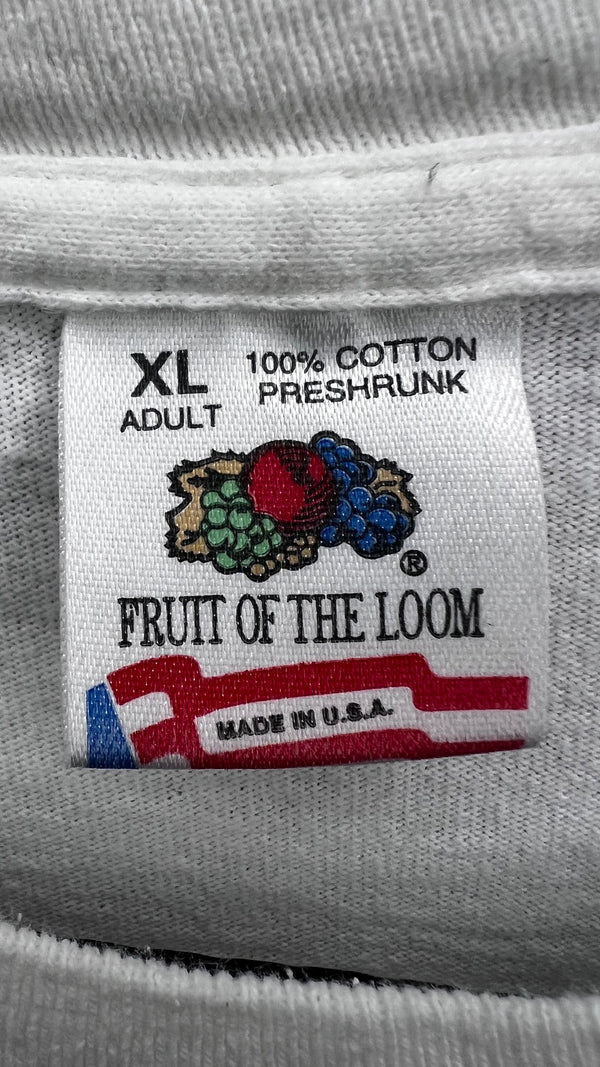 XL 100% COTTON
ADULT PRESHRUNK
®
FRUIT OF THE LOOM
MADE IN U.S.A.